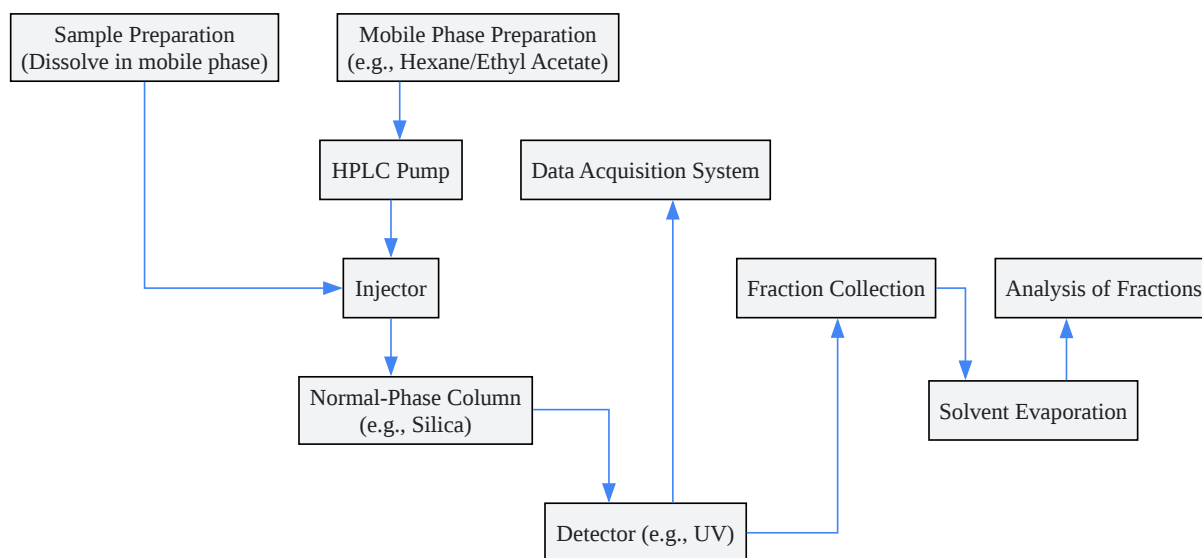 Sample Preparation
(Dissolve in mobile phase)
Mobile Phase Preparation
(e.g., Hexane/Ethyl Acetate)
HPLC Pump
Data Acquisition System
Injector
Fraction Collection
Analysis of Fractions
Normal-Phase Column
(e.g., Silica)
Solvent Evaporation
Detector (e.g., UV)